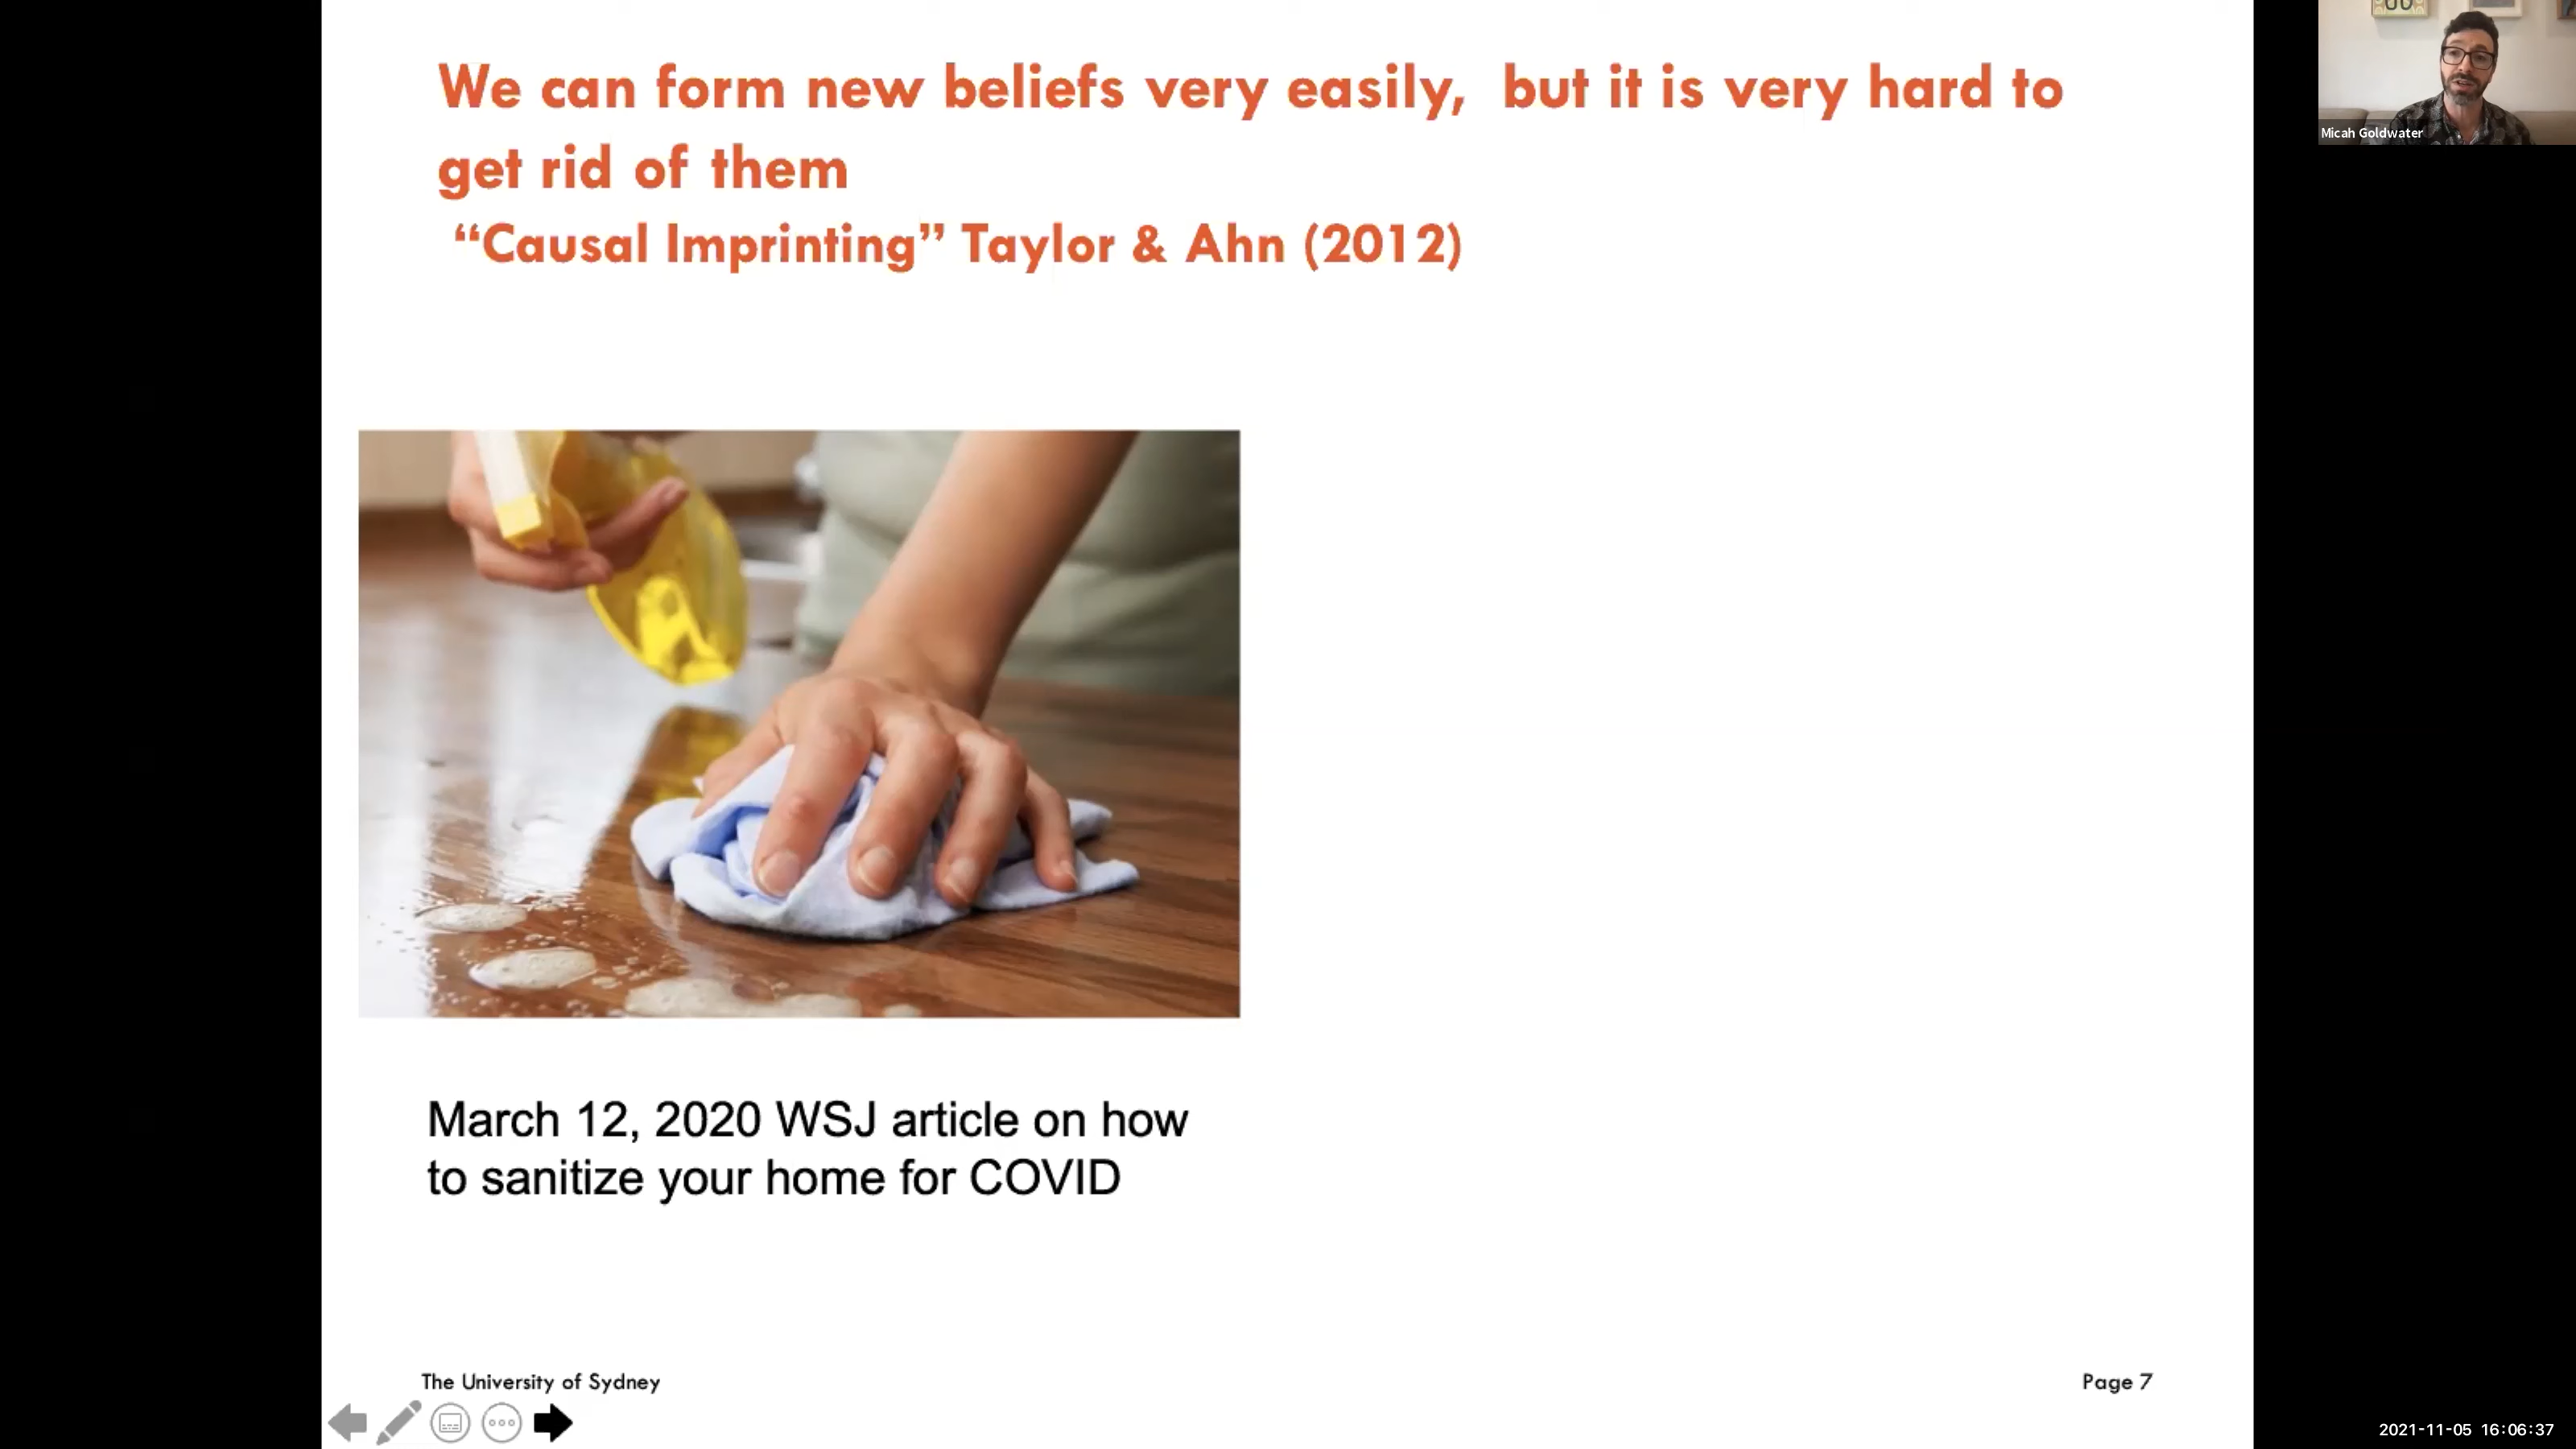 We can form new beliefs very easily,  but it is very hard to
get rid of them
“Causal Imprinting” Taylor & Ahn (2012)
Micah Goldwater
March 12, 2020 WSJ article on how
to sanitize your home for COVID
The University of Sydney
Page 7
2021-11-05 16:06:37